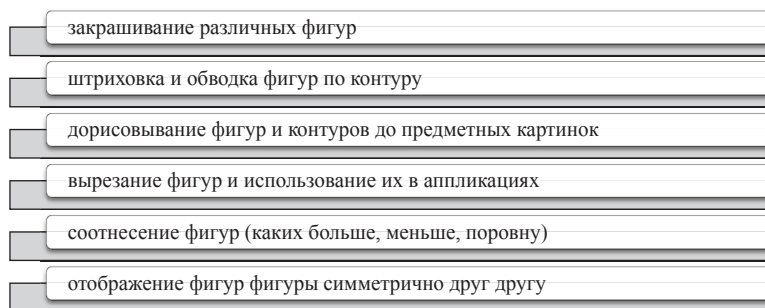 закрашивание различных фигур
штриховка и обводка фигур по контуру
дорисовывание фигур и контуров до предметных картинок
вырезание фигур и использование их в аппликациях
соотнесение фигур (каких больше, меньше, поровну)
отображение фигур фигуры симметрично друг другу